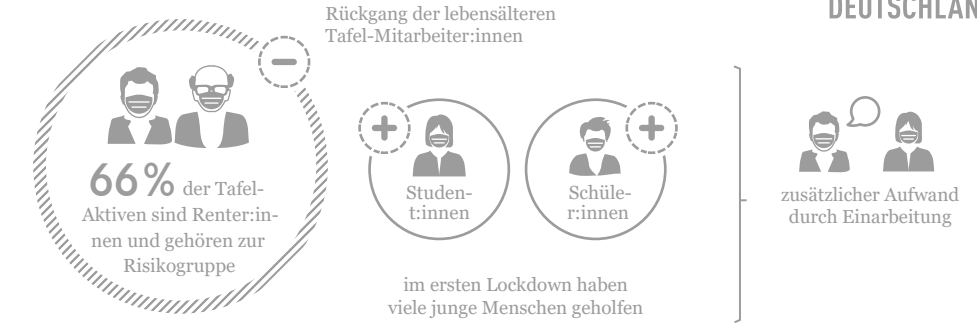 Rückgang der lebensälteren
Tafel-Mitarbeiter:innen
DEUTSCHLAN
66% der Tafel-
Aktiven sind Renter:in-
nen und gehören zur
Risikogruppe
Studen-
t:innen
Schüle-
r:innen
im ersten Lockdown haben
viele junge Menschen geholfen
zusätzlicher Aufwand
durch Einarbeitung